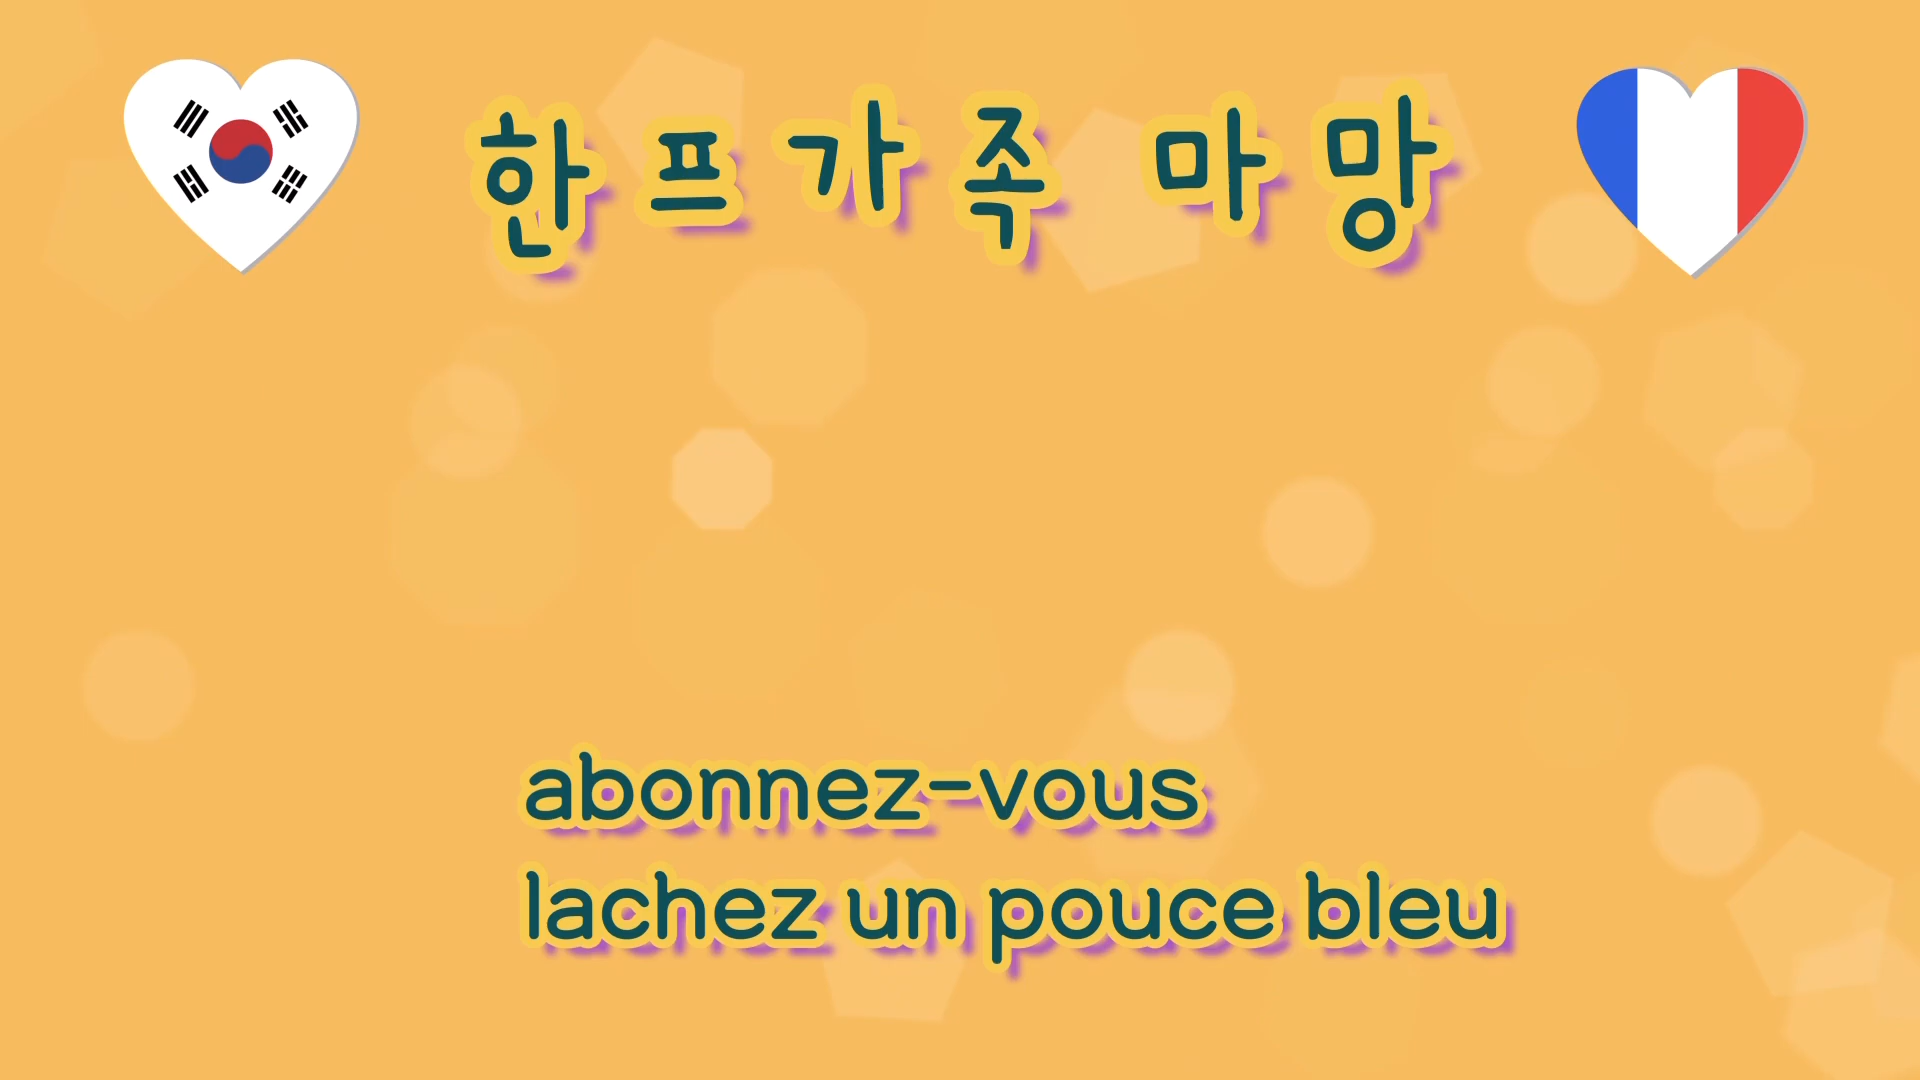 한프가족 마망
abonnez-vous
lachez un pouce bleu